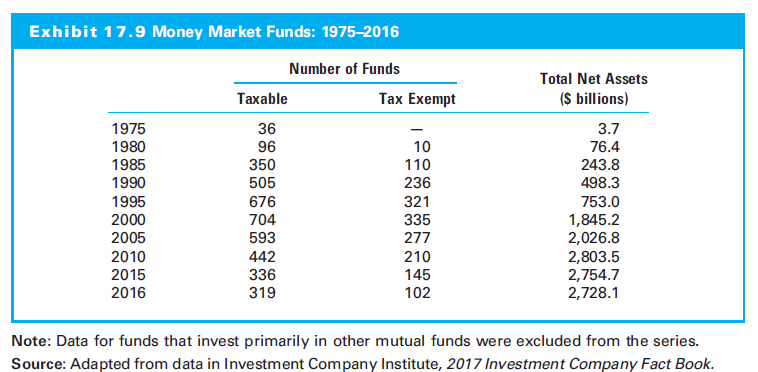 Exhibit 17.9 Money Market Funds: 1975–2016
Number of Funds
Total Net Assets
Taxable Tax Exempt ($ billions)
1975 36 — 3.7
1980 96 10 76.4
1985 350 110 243.8
1990 505 236 498.3
1995 676 321 753.0
2000 704 335 1,845.2
2005 593 277 2,026.8
2010 442 210 2,803.5
2015 336 145 2,754.7
2016 319 102 2,728.1
Note: Data for funds that invest primarily in other mutual funds were excluded from the series.
Source: Adapted from data in Investment Company Institute, 2017 Investment Company Fact Book.